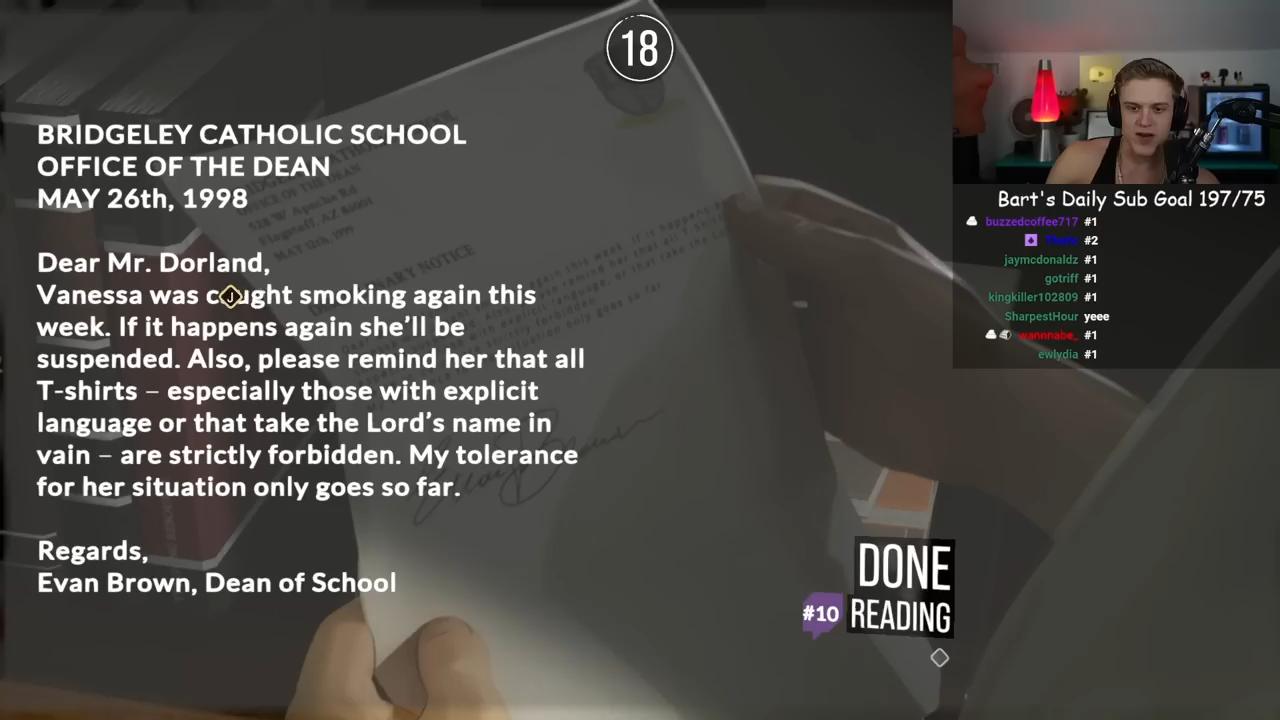 18
BRIDGELEY CATHOLIC SCHOOL
OFFICE OF THE DEAN
MAY 26th, 1998
Dear Mr. Dorland,
Vanessa was caught smoking again this
week. If it happens again she'll be
suspended. Also, please remind her that all
T-shirts – especially those with explicit
language or that take the Lord's name in
vain – are strictly forbidden. My tolerance
for her situation only goes so far.
Regards,
Evan Brown, Dean of School
DONE
READING
#10
Bart's Daily Sub Goal 197/75
buzzedcoffee717 #1
#2
jaymcdonaldz #1
gotriff #1
kingkiller102809 #1
SharpestHour yeee
wannnabe_ #1
ewlydia #1